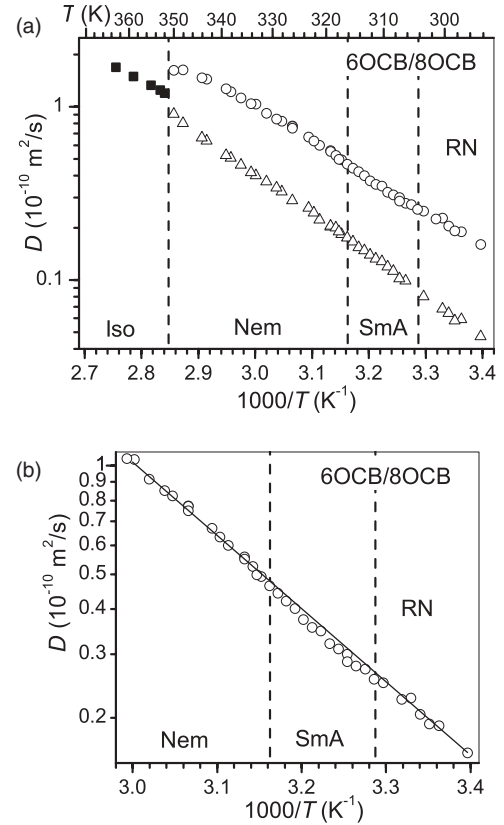 (a)
T (K)
360 350 340 330 320 310 300
6OCB/8OCB
RN
1
0.1
D (10⁻¹⁰ m²/s)
Iso
Nem
SmA
2.7 2.8 2.9 3.0 3.1 3.2 3.3 3.4
1000/T (K⁻¹)
(b)
6OCB/8OCB
1
0.9
0.8
0.7
0.6
0.5
0.4
0.3
0.2
D (10⁻¹⁰ m²/s)
RN
Nem
SmA
3.0 3.1 3.2 3.3 3.4
1000/T (K⁻¹)